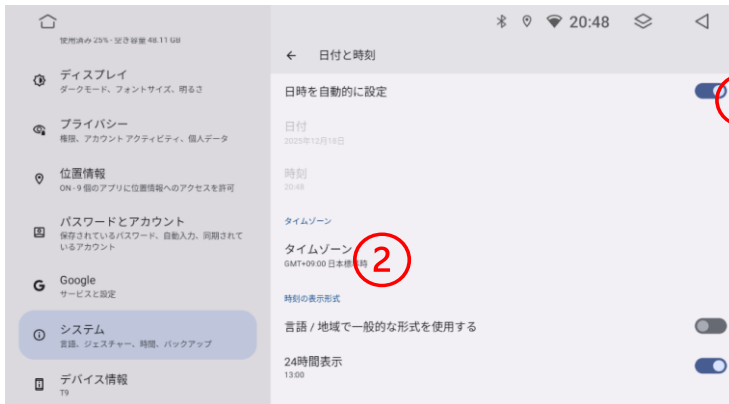 20:48
使用済み 25% - 空き容量 48.11 GB
ディスプレイ
ダークモード、フォントサイズ、明るさ
プライバシー
権限、アカウント アクティビティ、個人データ
位置情報
ON - 9 個のアプリに位置情報へのアクセスを許可
パスワードとアカウント
保存されているパスワード、自動入力、同期されて
いるアカウント
Google
サービスと設定
システム
言語、ジェスチャー、時間、バックアップ
デバイス情報
T9
← 日付と時刻
日時を自動的に設定
日付
2025年12月18日
時刻
20:48
タイムゾーン
タイムゾーン
GMT+09:00 日本標準時
2
時刻の表示形式
言語 / 地域で一般的な形式を使用する
24時間表示
13:00